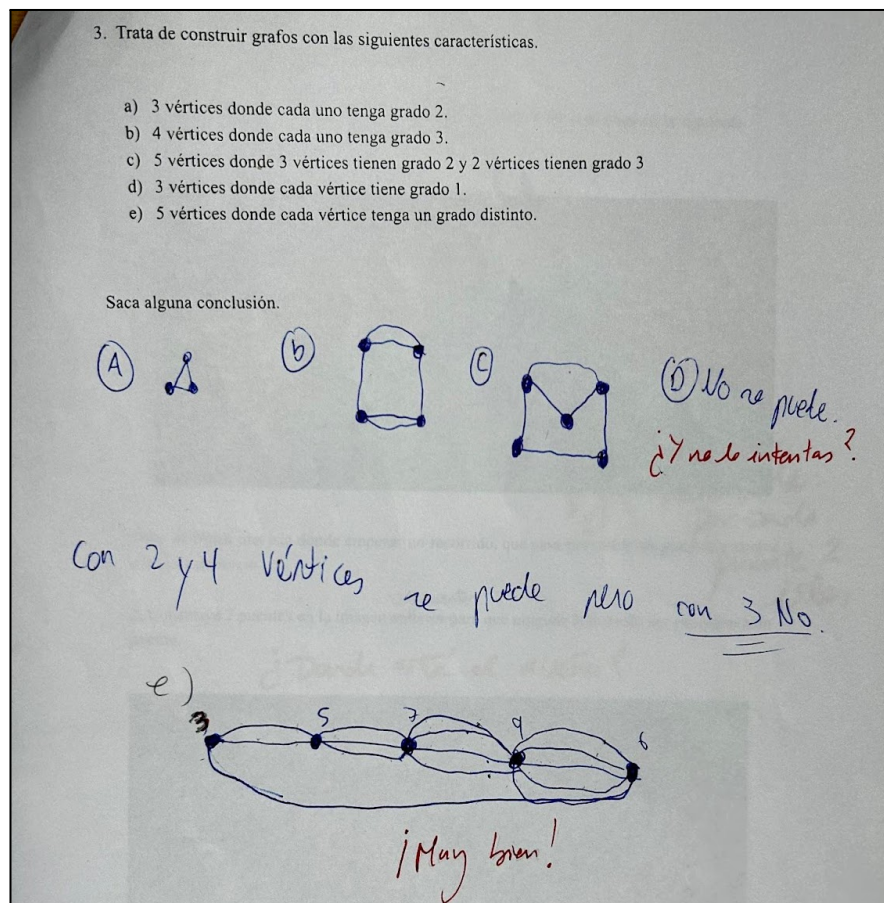 3. Trata de construir grafos con las siguientes características.
a) 3 vértices donde cada uno tenga grado 2.
b) 4 vértices donde cada uno tenga grado 3.
c) 5 vértices donde 3 vértices tienen grado 2 y 2 vértices tienen grado 3
d) 3 vértices donde cada vértice tiene grado 1.
e) 5 vértices donde cada vértice tenga un grado distinto.
Saca alguna conclusión.
A
b
C
D No se puede.
¿Y no lo intentas?
Con 2 y 4 vértices se puede pero con 3 No.
e)
3 5 7 9 6
¡Muy bien!